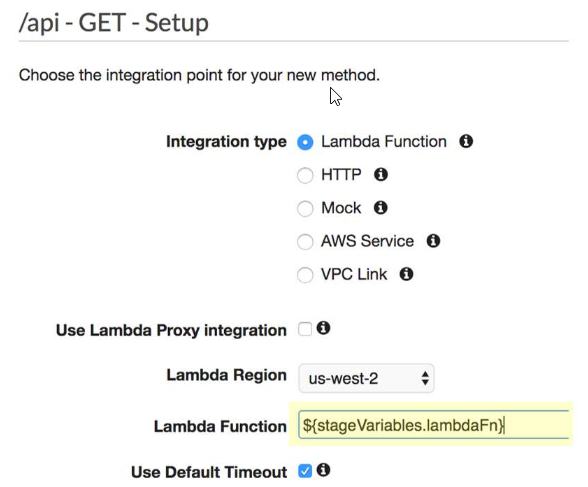 /api - GET - Setup
Choose the integration point for your new method.
Integration type Lambda Function
HTTP
Mock
AWS Service
VPC Link
Use Lambda Proxy integration
Lambda Region us-west-2
Lambda Function ${stageVariables.lambdaFn}
Use Default Timeout